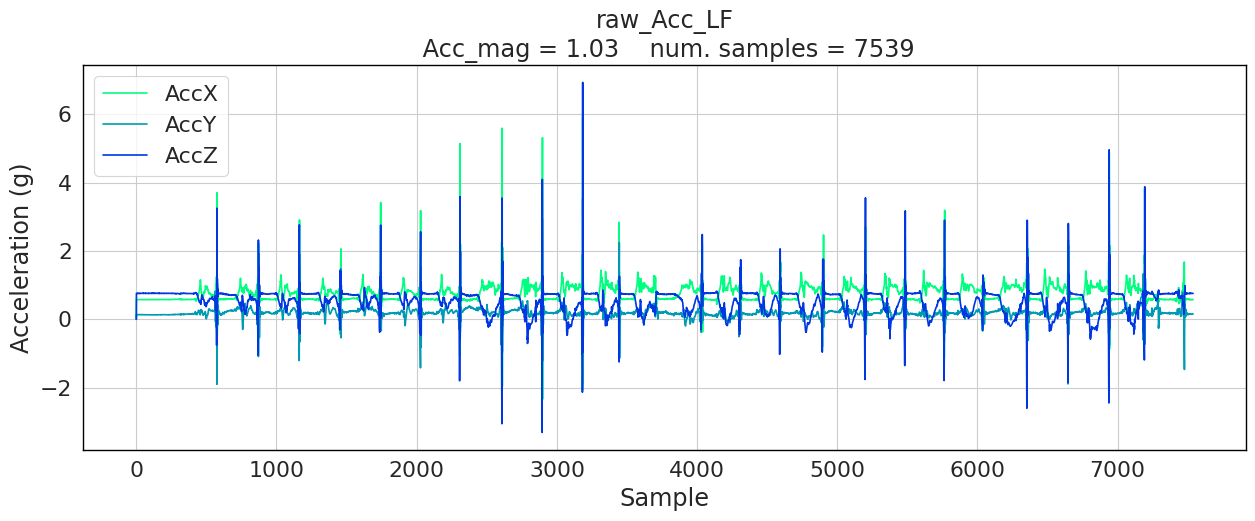 raw_Acc_LF
Acc_mag = 1.03    num. samples = 7539
AccX
AccY
AccZ
Acceleration (g)
6
4
2
0
−2
0 1000 2000 3000 4000 5000 6000 7000
Sample